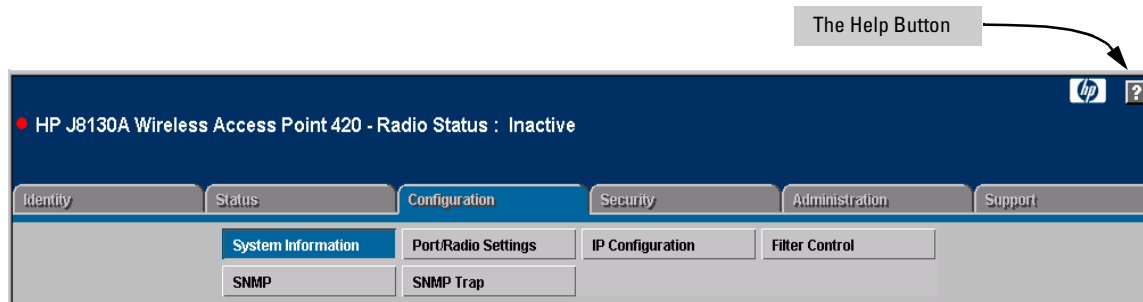 The Help Button
hp ?
HP J8130A Wireless Access Point 420 - Radio Status : Inactive
Identity Status Configuration Security Administration Support
System Information Port/Radio Settings IP Configuration Filter Control
SNMP SNMP Trap